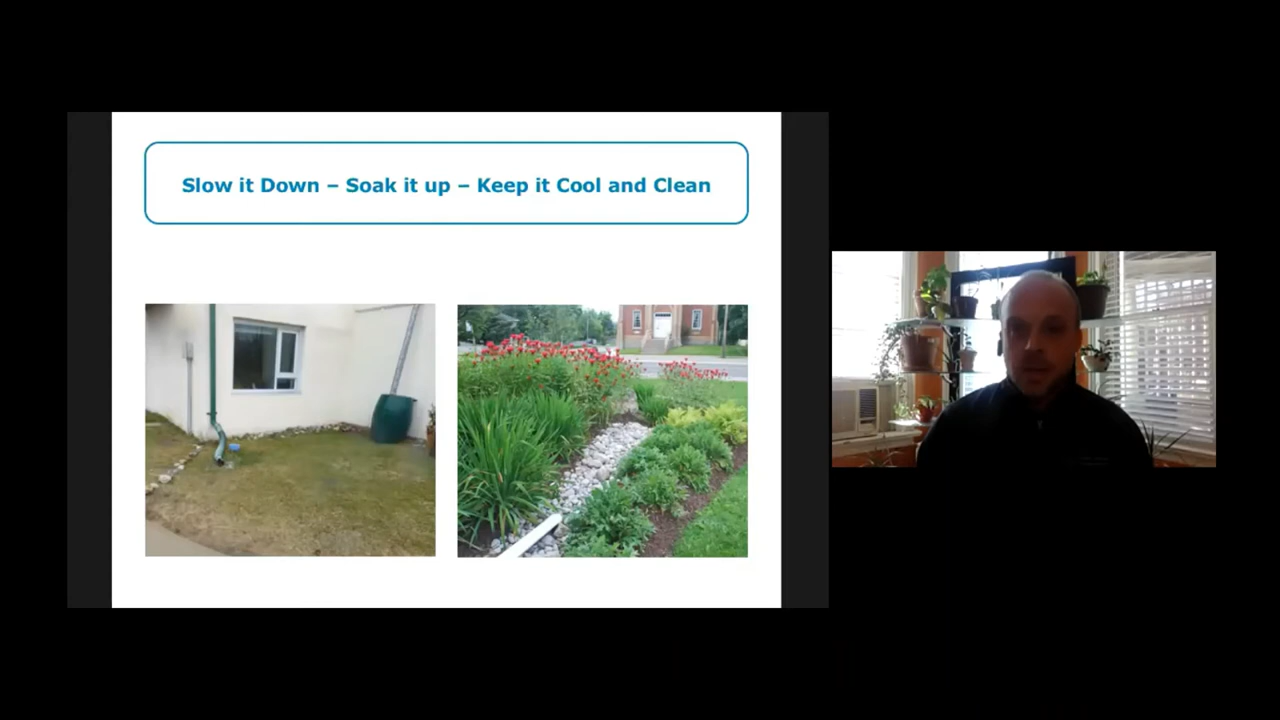 Slow it Down – Soak it up – Keep it Cool and Clean